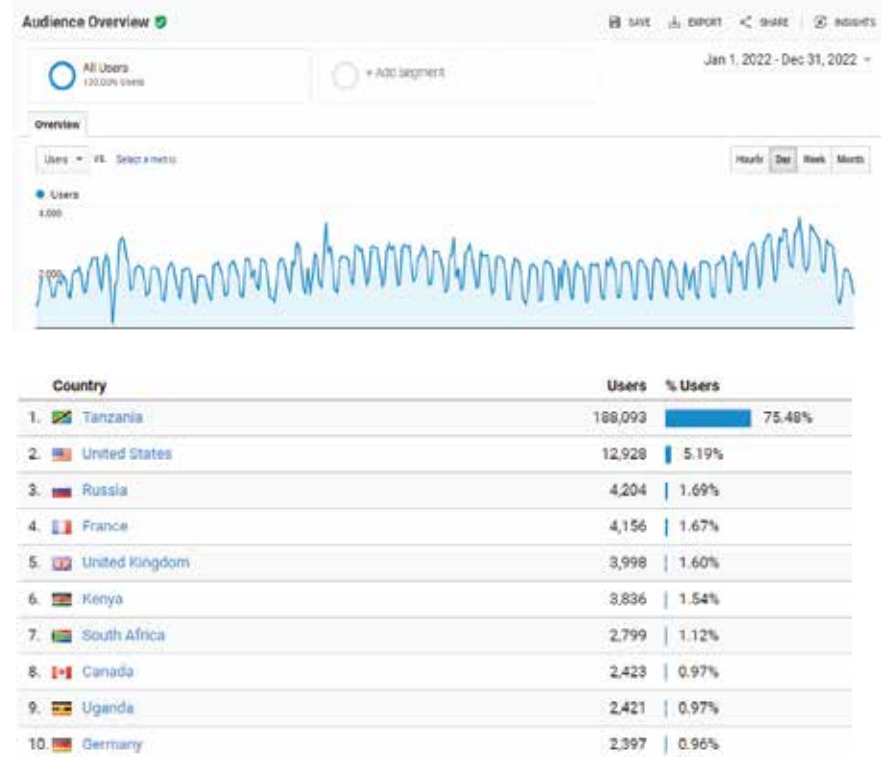 Audience Overview
SAVE EXPORT SHARE INSIGHTS
All Users
100.00% Users
+ Add Segment
Jan 1, 2022 - Dec 31, 2022
Overview
Users VS. Select a metric
Hourly Day Week Month
Users
4,000
2,000
Country Users % Users
1. Tanzania 188,093 75.48%
2. United States 12,928 5.19%
3. Russia 4,204 1.69%
4. France 4,156 1.67%
5. United Kingdom 3,998 1.60%
6. Kenya 3,836 1.54%
7. South Africa 2,799 1.12%
8. Canada 2,423 0.97%
9. Uganda 2,421 0.97%
10. Germany 2,397 0.96%